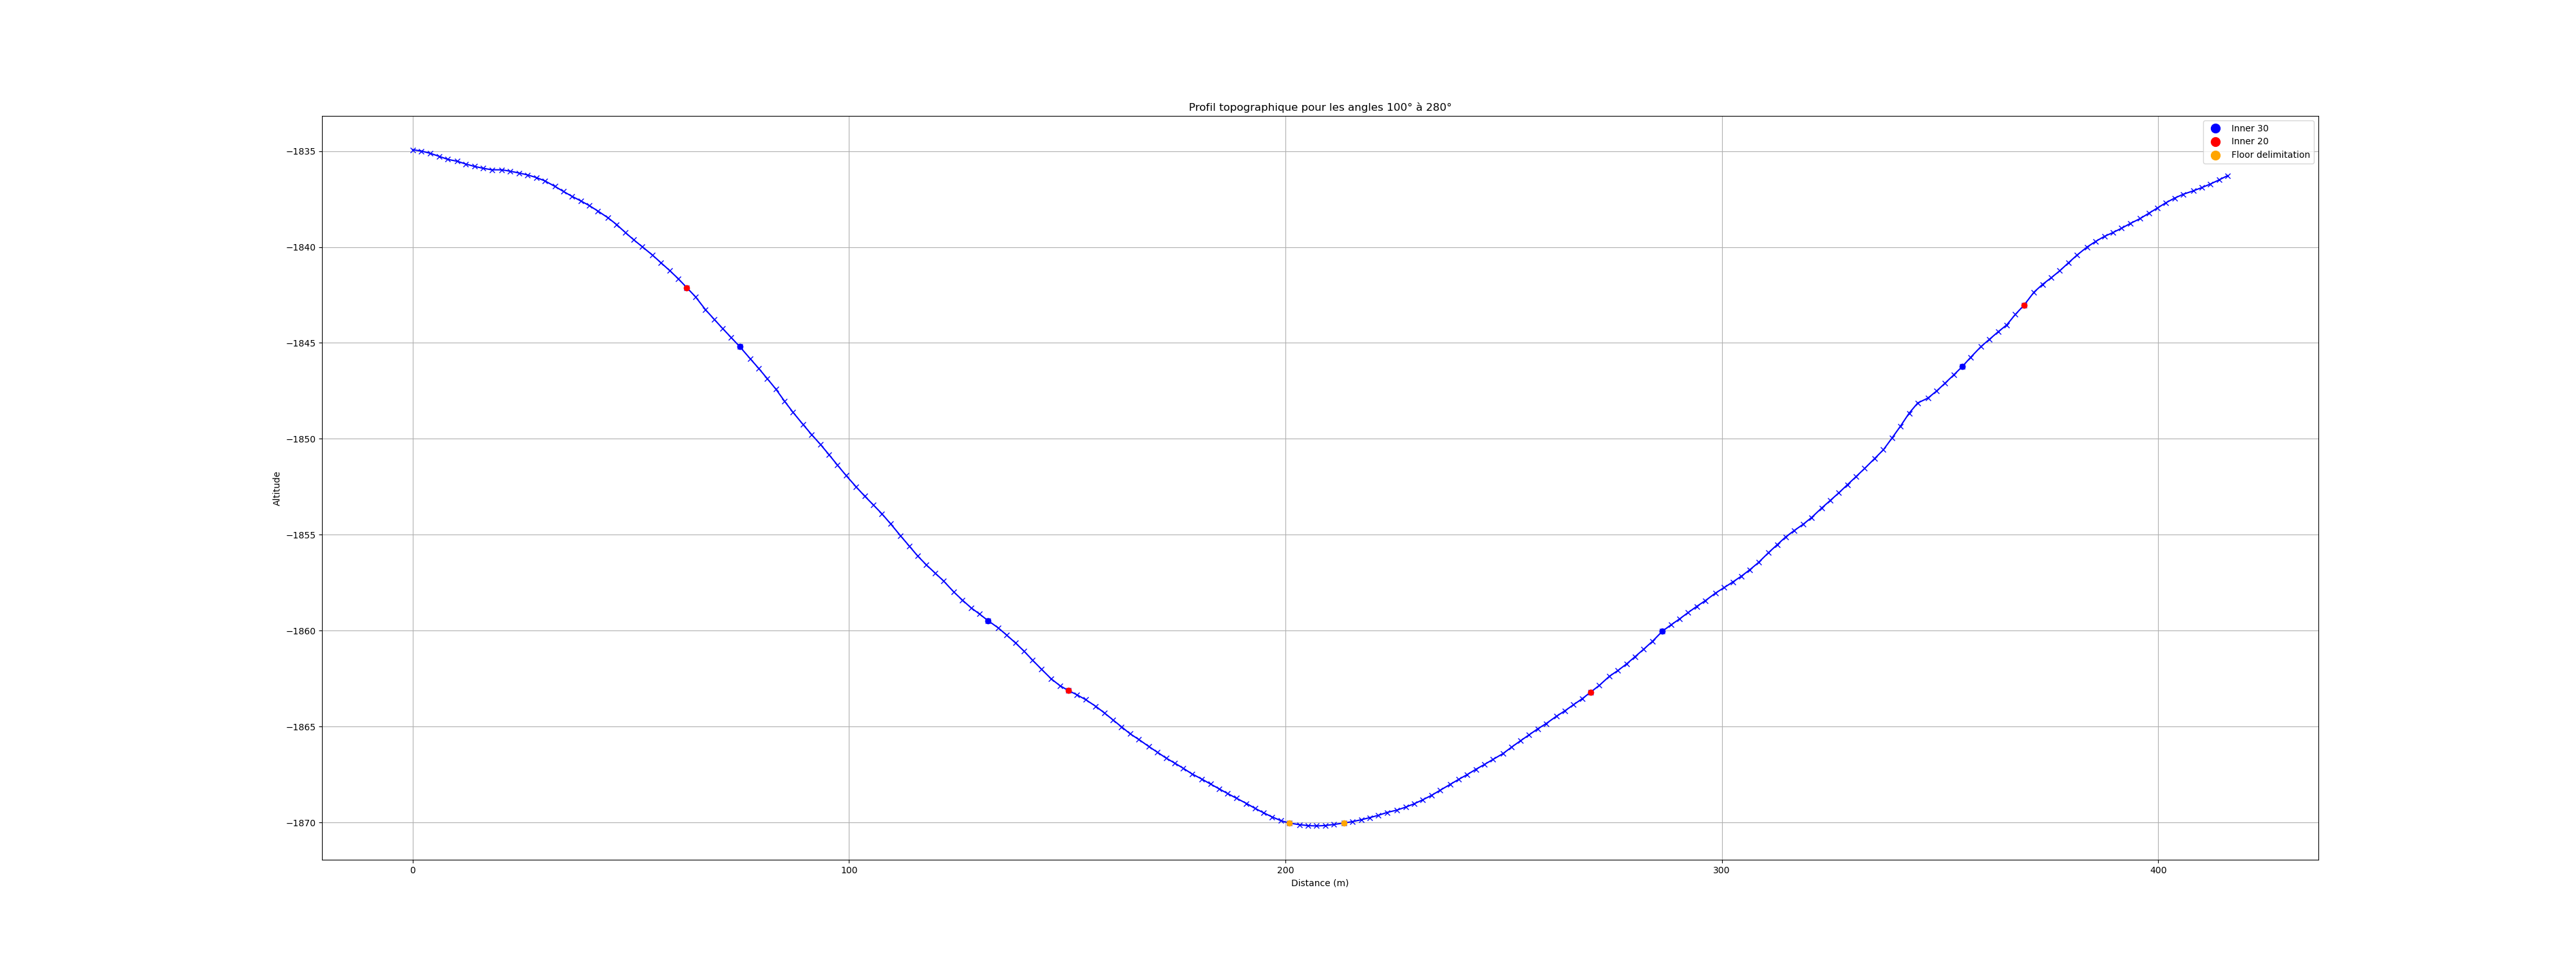 Profil topographique pour les angles 100° à 280°
Inner 30
Inner 20
Floor delimitation
−1835
−1840
−1845
−1850
−1855
−1860
−1865
−1870
Altitude
0
100
200
300
400
Distance (m)